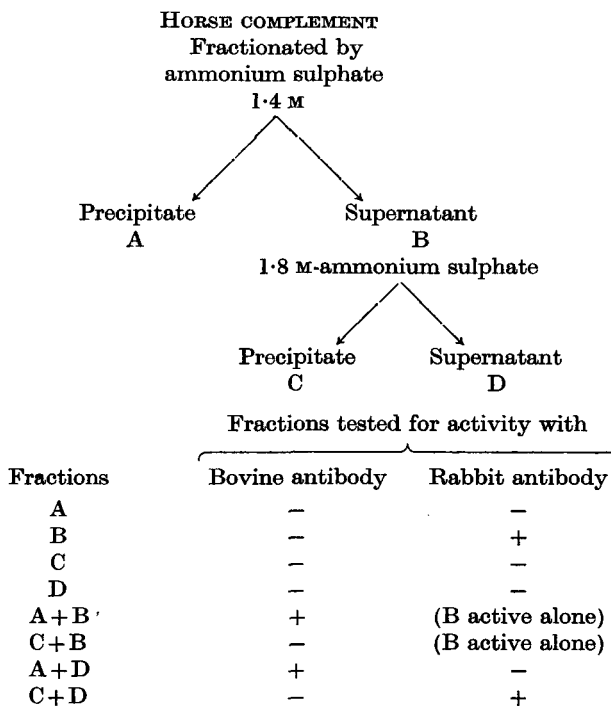 HORSE COMPLEMENT
Fractionated by
ammonium sulphate
1·4 M
Precipitate Supernatant
A B
1·8 M-ammonium sulphate
Precipitate Supernatant
C D
Fractions tested for activity with
Fractions Bovine antibody Rabbit antibody
A − −
B − +
C − −
D − −
A+B + (B active alone)
C+B − (B active alone)
A+D + −
C+D − +